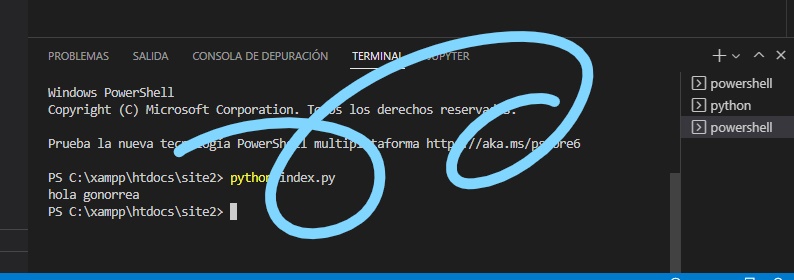 PROBLEMAS SALIDA CONSOLA DE DEPURACIÓN TERMINAL JUPYTER
Windows PowerShell
Copyright (C) Microsoft Corporation. Todos los derechos reservados.
Prueba la nueva tecnología PowerShell multiplataforma https://aka.ms/pscore6
PS C:\xampp\htdocs\site2> python index.py
hola gonorrea
PS C:\xampp\htdocs\site2>
powershell
python
powershell